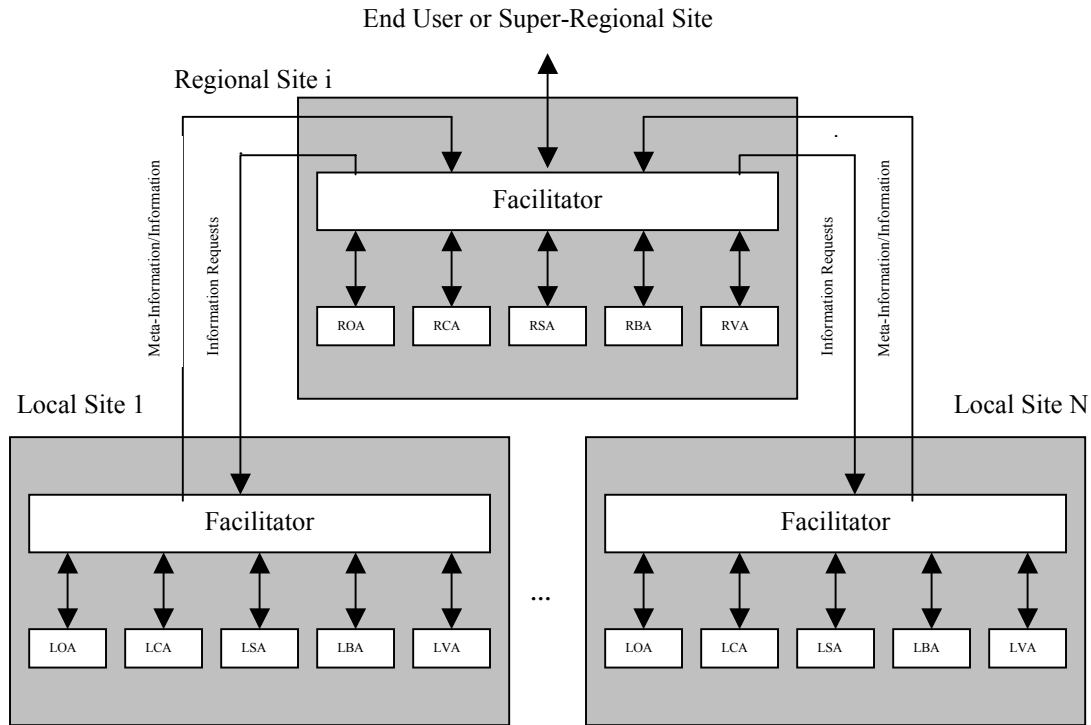 End User or Super-Regional Site
Regional Site i
Facilitator
ROA
RCA
RSA
RBA
RVA
Meta-Information/Information
Information Requests
Information Requests
Meta-Information/Information
Local Site 1
Facilitator
LOA
LCA
LSA
LBA
LVA
...
Local Site N
Facilitator
LOA
LCA
LSA
LBA
LVA